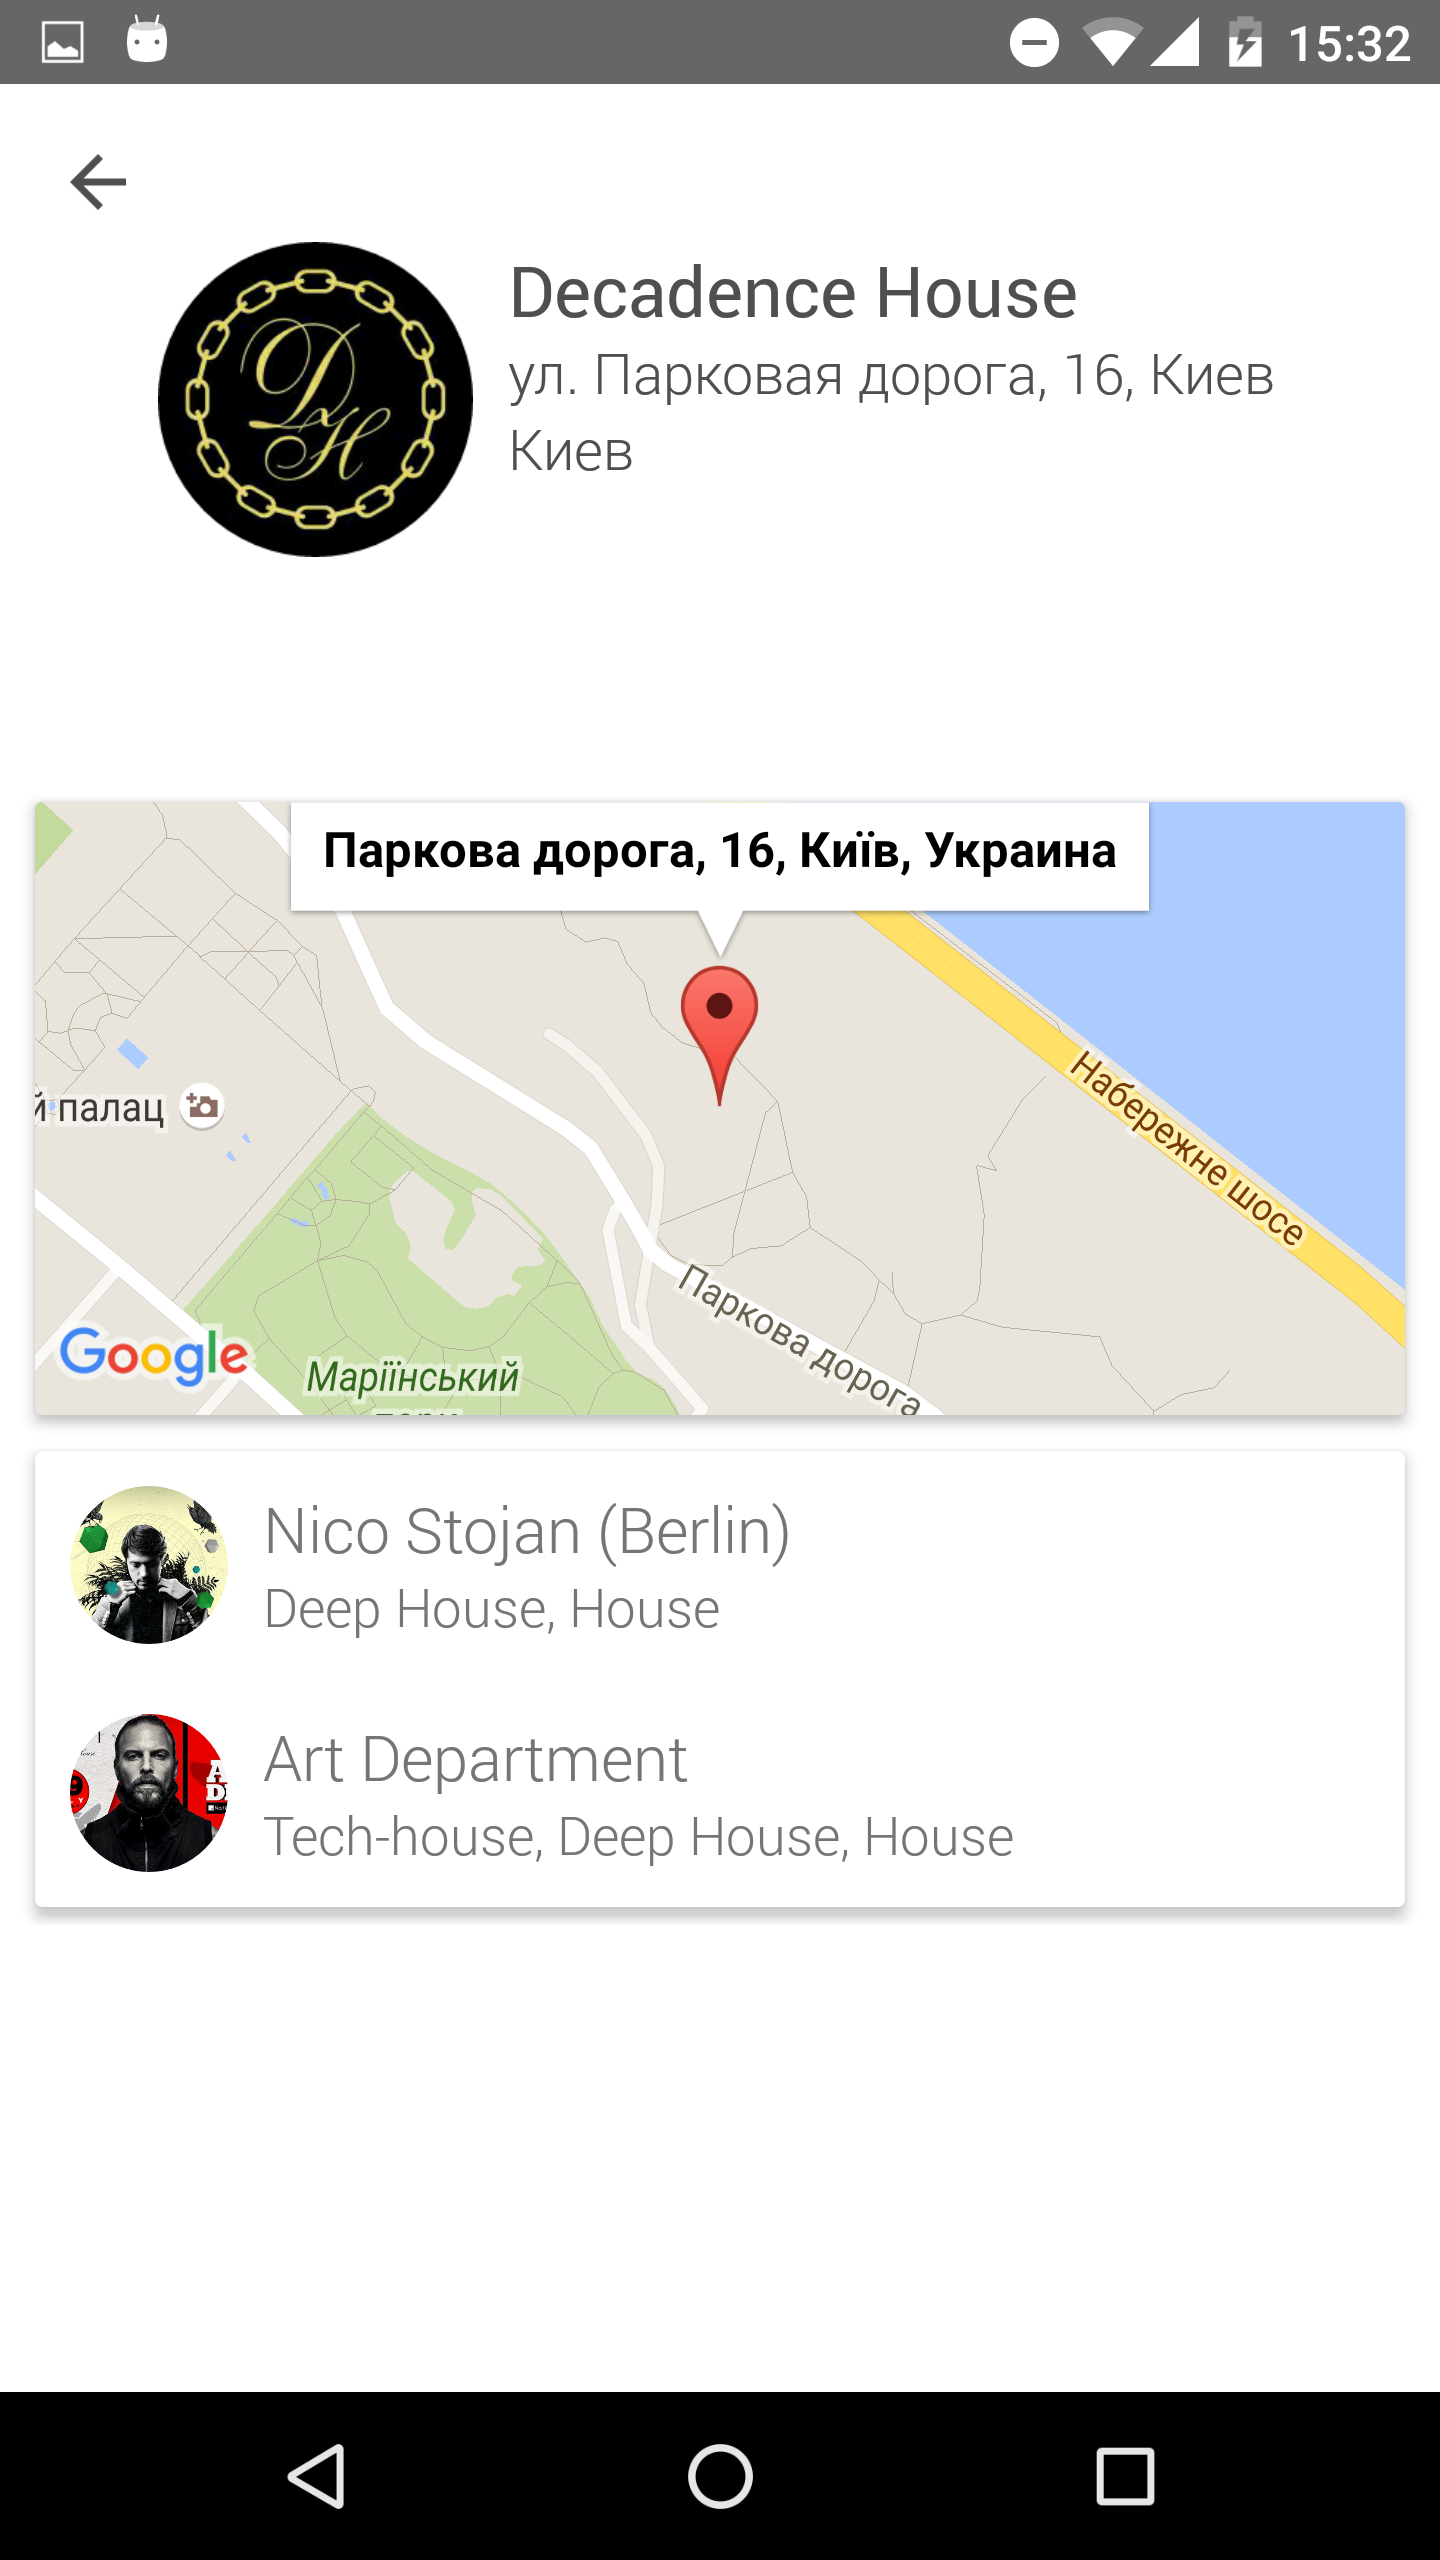 15:32
Decadence House
ул. Парковая дорога, 16, Киев
Киев
DH
Паркова дорога, 16, Київ, Украина
Набережне шосе
й палац
Паркова дорога
Google
Маріїнський
Nico Stojan (Berlin)
Deep House, House
Art Department
Tech-house, Deep House, House